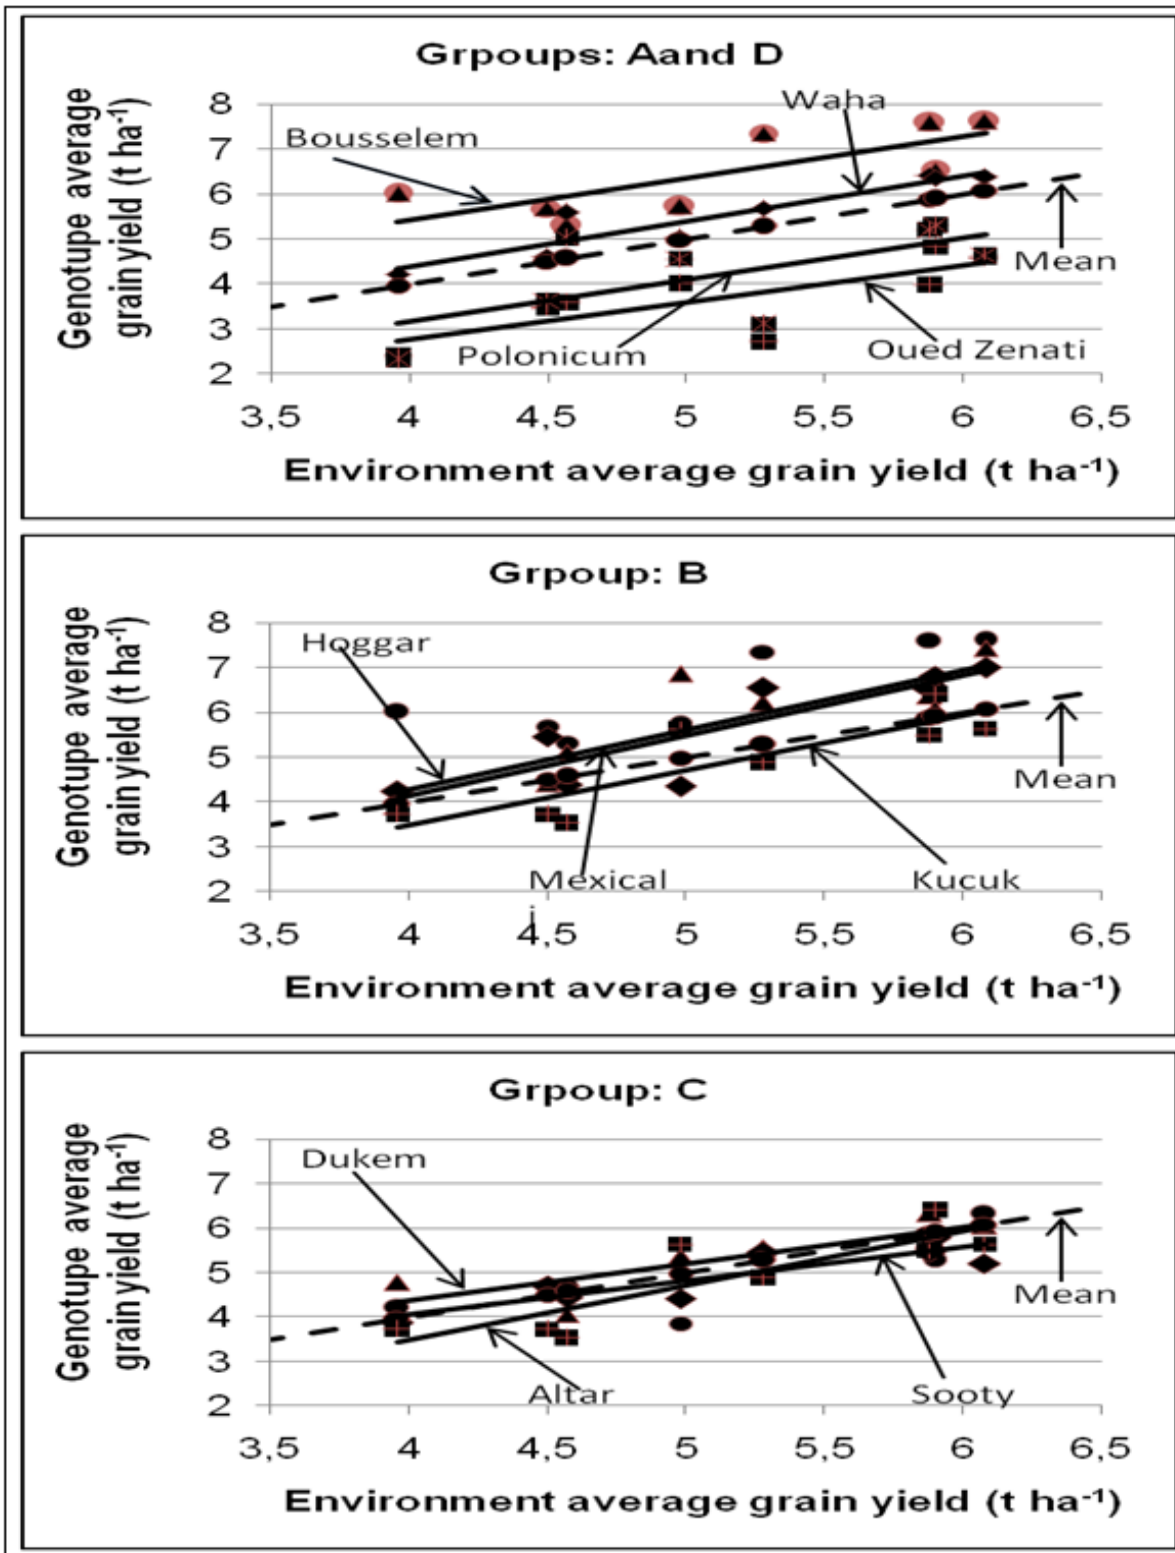 Grpoups: Aand D
Genotupe average
grain yield (t ha⁻¹)
8
7
6
5
4
3
2
Bousselem
Waha
Mean
Polonicum
Oued Zenati
3,5 4 4,5 5 5,5 6 6,5
Environment average grain yield (t ha⁻¹)
Grpoup: B
Genotupe average
grain yield (t ha⁻¹)
8
7
6
5
4
3
2
Hoggar
Mean
Mexical
i
Kucuk
3,5 4 4,5 5 5,5 6 6,5
Environment average grain yield (t ha⁻¹)
Grpoup: C
Genotupe average
grain yield (t ha⁻¹)
8
7
6
5
4
3
2
Dukem
Mean
Altar
Sooty
3,5 4 4,5 5 5,5 6 6,5
Environment average grain yield (t ha⁻¹)